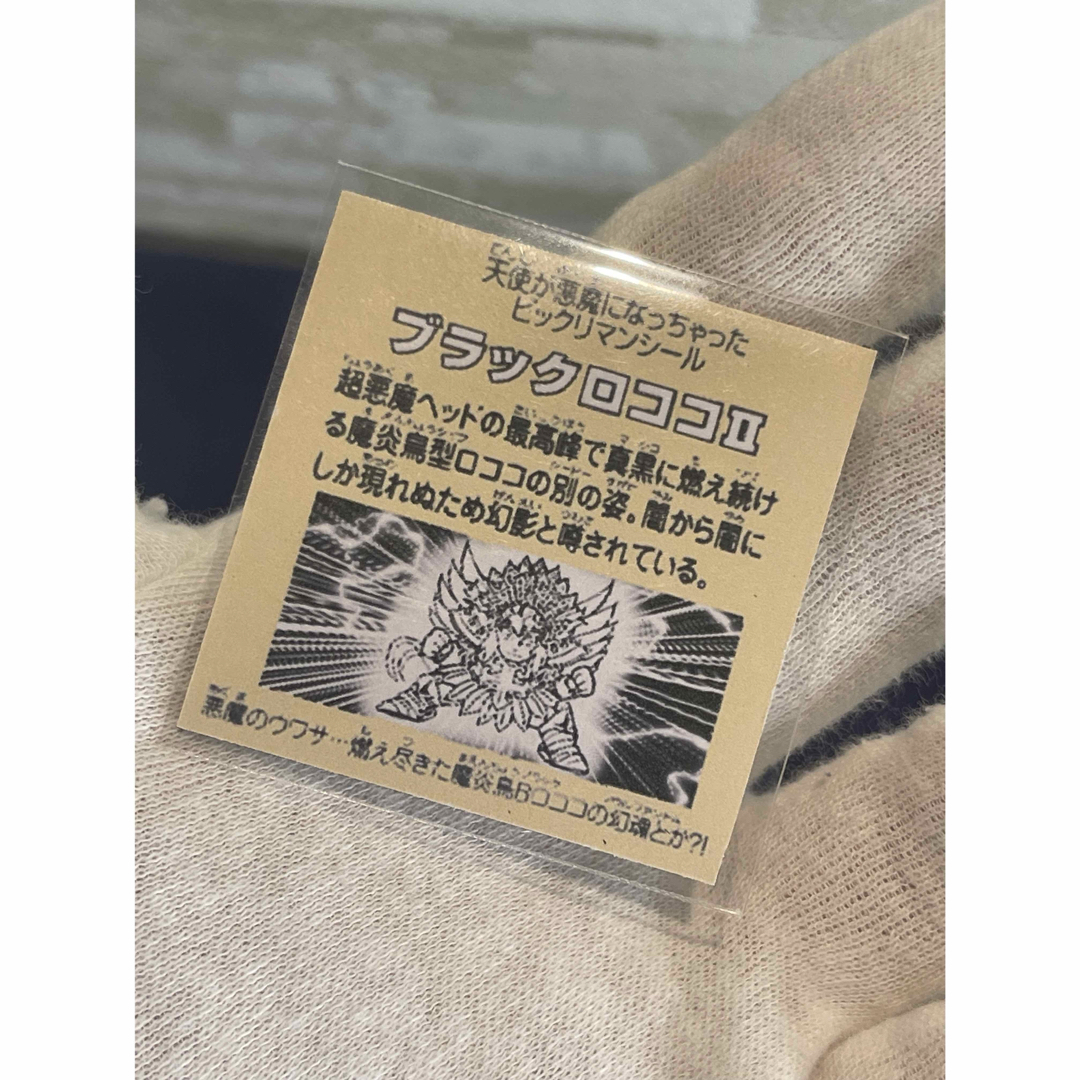 天使が悪魔になっちゃった
ビックリマンシール
ブラックロココⅡ
超悪魔ヘッドの最高峰で真黒に燃え続け
る魔炎鳥型ロココの別の姿。闇から闇に
しか現れぬため幻影と噂されている。
悪魔のウワサ…燃え尽きた魔炎鳥Bロココの幻魂とか?!